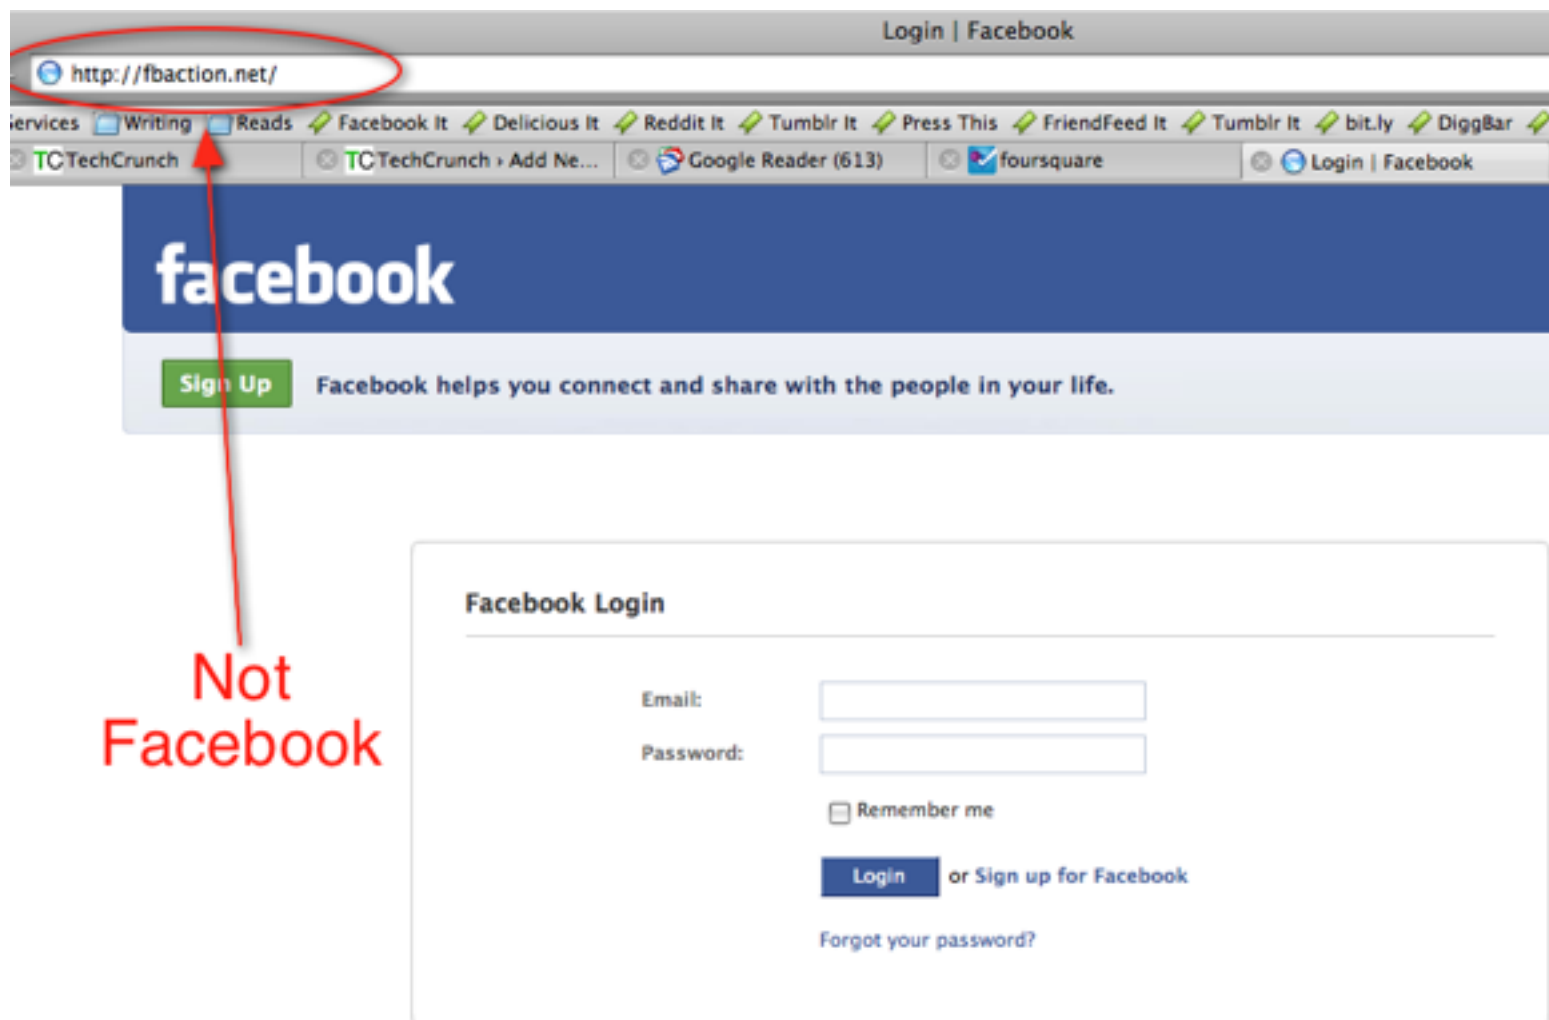 Login | Facebook
http://fbaction.net/
Services Writing Reads Facebook It Delicious It Reddit It Tumblr It Press This FriendFeed It Tumblr It bit.ly DiggBar
TC TechCrunch TC TechCrunch › Add Ne... Google Reader (613) foursquare Login | Facebook
facebook
Sign Up Facebook helps you connect and share with the people in your life.
Facebook Login
Not
Facebook
Email:
Password:
Remember me
Login or Sign up for Facebook
Forgot your password?